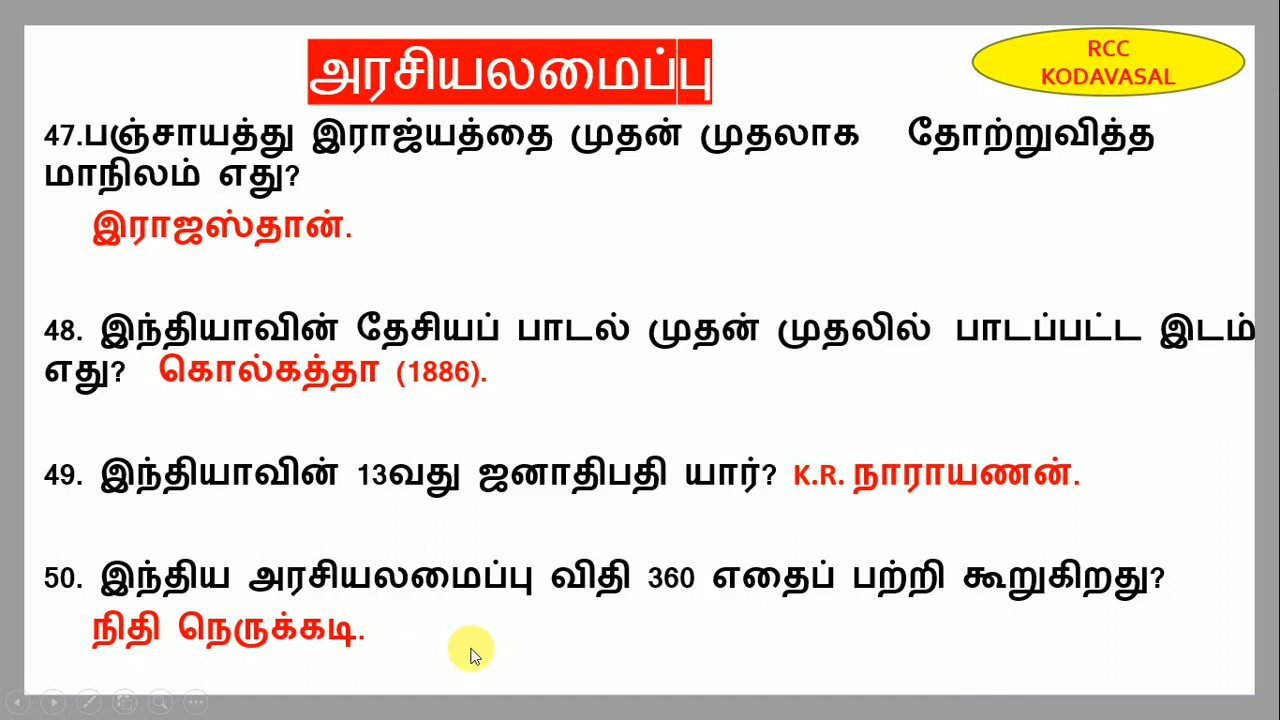 அரசியலமைப்பு
RCC
KODAVASAL
47.பஞ்சாயத்து இராஜ்யத்தை முதன் முதலாக தோற்றுவித்த
மாநிலம் எது?
இராஜஸ்தான்.
48. இந்தியாவின் தேசியப் பாடல் முதன் முதலில் பாடப்பட்ட இடம்
எது? கொல்கத்தா (1886).
49. இந்தியாவின் 13வது ஜனாதிபதி யார்? K.R. நாராயணன்.
50. இந்திய அரசியலமைப்பு விதி 360 எதைப் பற்றி கூறுகிறது?
நிதி நெருக்கடி.